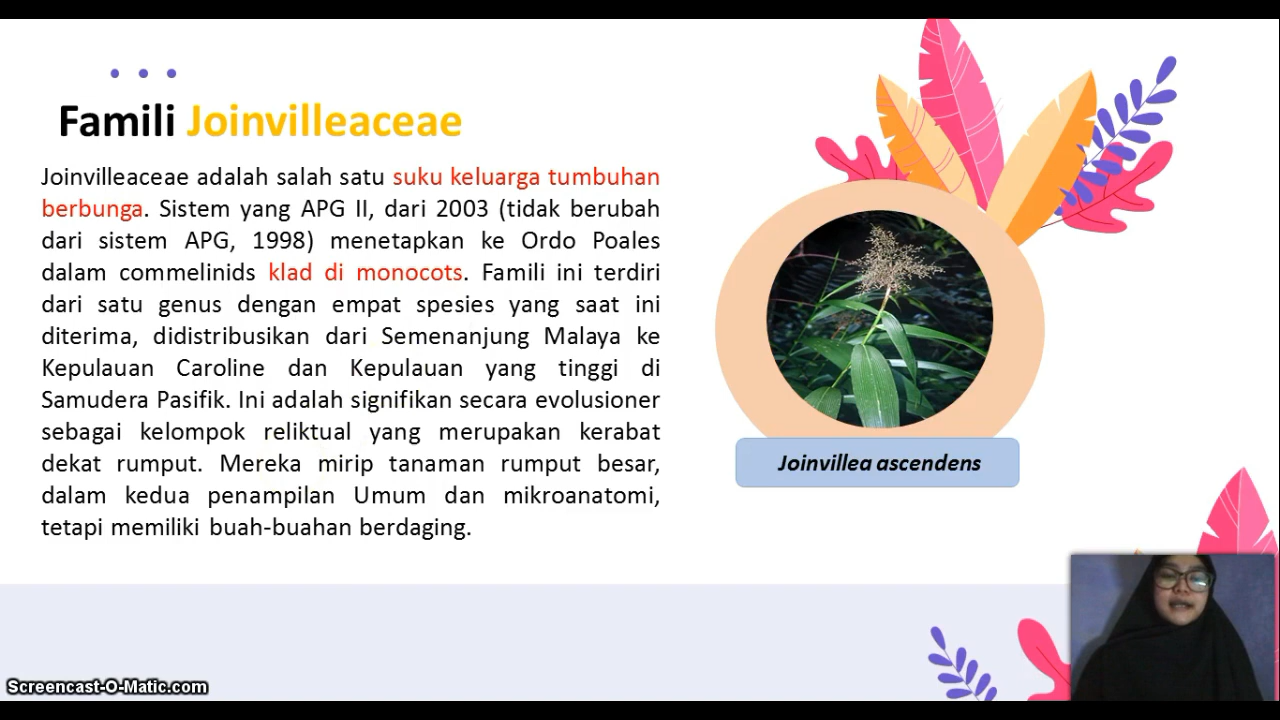 Famili Joinvilleaceae
Joinvilleaceae adalah salah satu suku keluarga tumbuhan
berbunga. Sistem yang APG II, dari 2003 (tidak berubah
dari sistem APG, 1998) menetapkan ke Ordo Poales
dalam commelinids klad di monocots. Famili ini terdiri
dari satu genus dengan empat spesies yang saat ini
diterima, didistribusikan dari Semenanjung Malaya ke
Kepulauan Caroline dan Kepulauan yang tinggi di
Samudera Pasifik. Ini adalah signifikan secara evolusioner
sebagai kelompok reliktual yang merupakan kerabat
dekat rumput. Mereka mirip tanaman rumput besar,
dalam kedua penampilan Umum dan mikroanatomi,
tetapi memiliki buah-buahan berdaging.
Joinvillea ascendens
Screencast-O-Matic.com